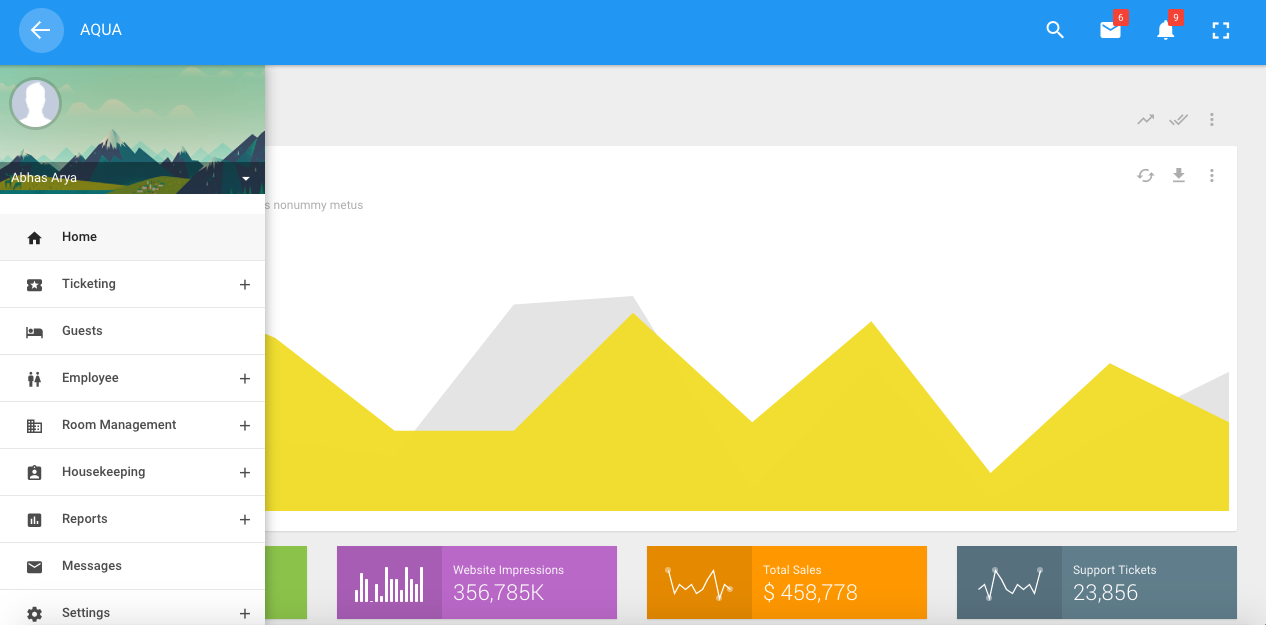 AQUA
6
9
Abhas Arya
s nonummy metus
Home
Ticketing
Guests
Employee
Room Management
Housekeeping
Reports
Messages
Settings
Website Impressions
356,785K
Total Sales
$ 458,778
Support Tickets
23,856